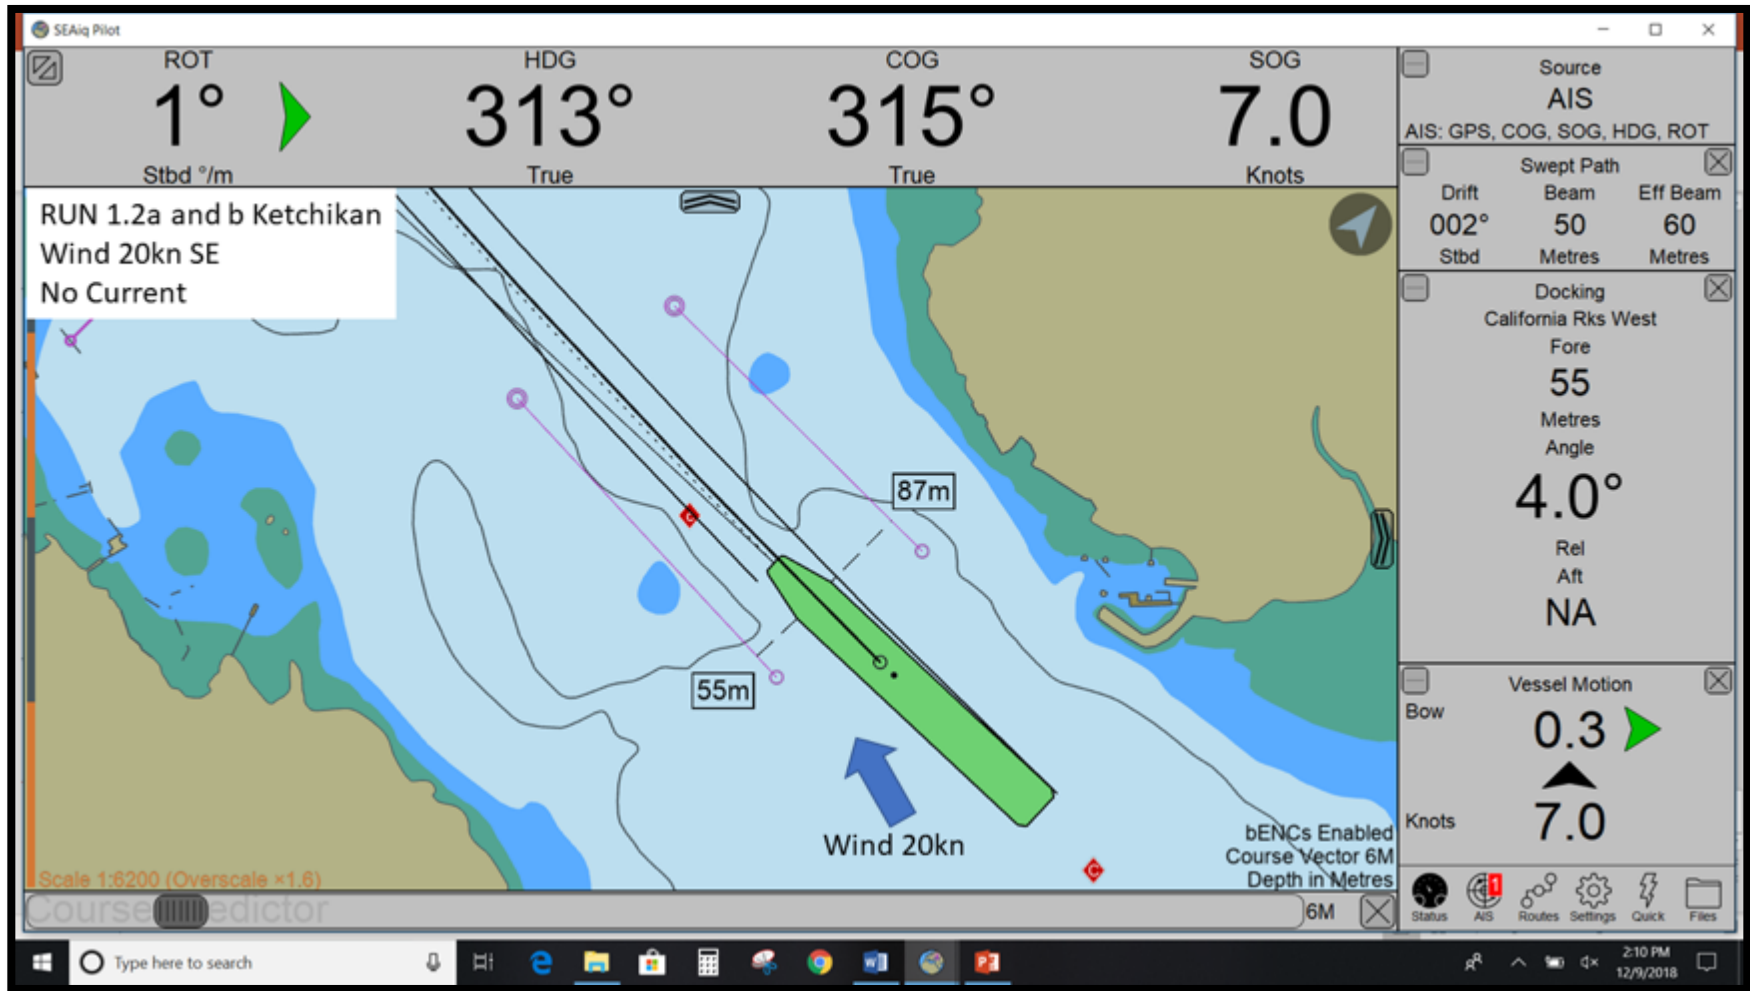 SEAiq Pilot
ROT
1°
Stbd °/m
HDG
313°
True
COG
315°
True
SOG
7.0
Knots
RUN 1.2a and b Ketchikan
Wind 20kn SE
No Current
87m
55m
Wind 20kn
bENCs Enabled
Course Vector 6M
Depth in Metres
Scale 1:6200 (Overscale ×1.6)
6M
Source
AIS
AIS: GPS, COG, SOG, HDG, ROT
Swept Path
Drift Beam Eff Beam
002° 50 60
Stbd Metres Metres
Docking
California Rks West
Fore
55
Metres
Angle
4.0°
Rel
Aft
NA
Vessel Motion
Bow
0.3
Knots 7.0
1
Status AIS Routes Settings Quick Files
Type here to search
2:10 PM
12/9/2018